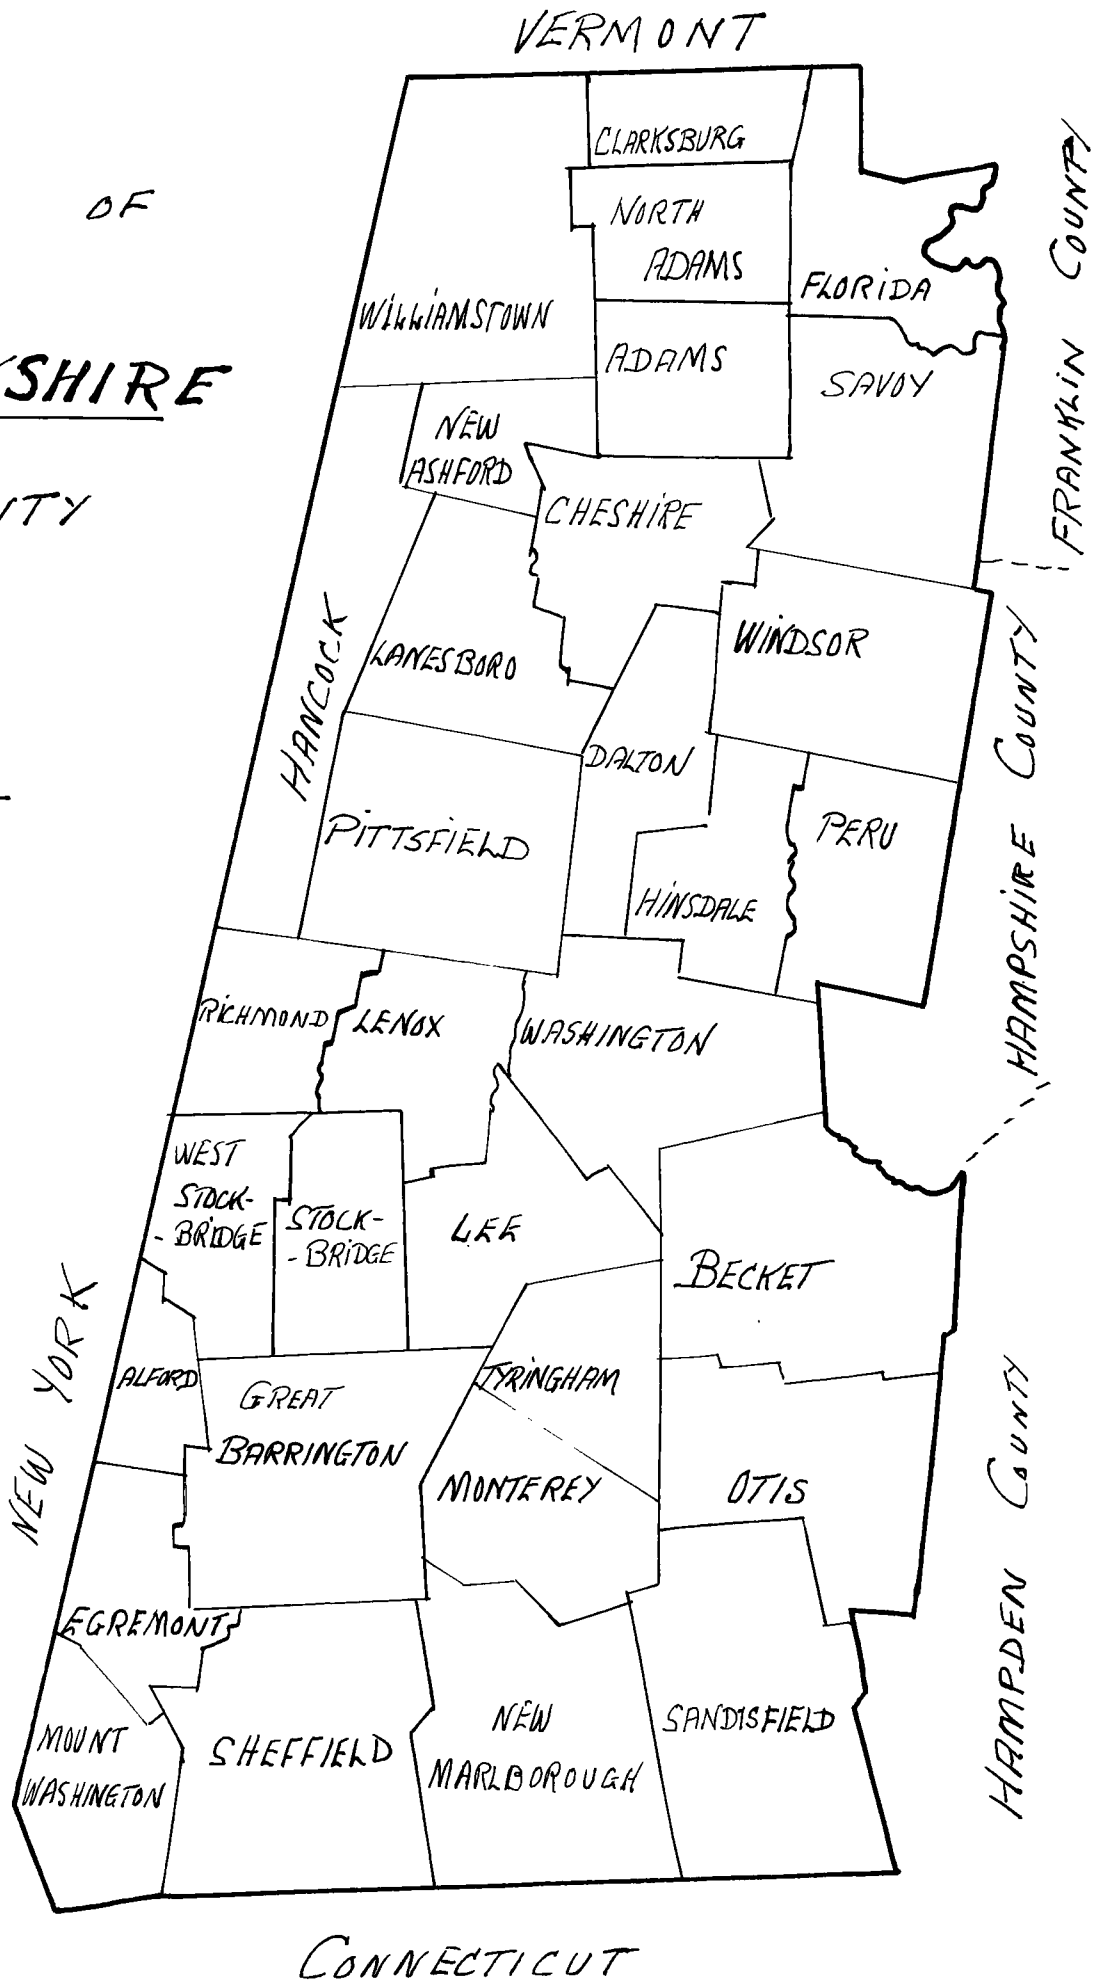 VERMONT
OF
SHIRE
TY
CLARKSBURG
NORTH
ADAMS
FLORIDA
WILLIAMSTOWN
ADAMS
SAVOY
NEW
ASHFORD
CHESHIRE
HANCOCK
LANESBORO
WINDSOR
DALTON
PITTSFIELD
PERU
HINSDALE
RICHMOND
LENOX
WASHINGTON
WEST
STOCK-
- BRIDGE
STOCK-
- BRIDGE
LEE
BECKET
ALFORD
GREAT
BARRINGTON
TYRINGHAM
MONTEREY
OTIS
EGREMONT
MOUNT
WASHINGTON
SHEFFIELD
NEW
MARLBOROUGH
SANDISFIELD
NEW YORK
FRANKLIN COUNTY
HAMPSHIRE COUNTY
HAMPDEN COUNTY
CONNECTICUT